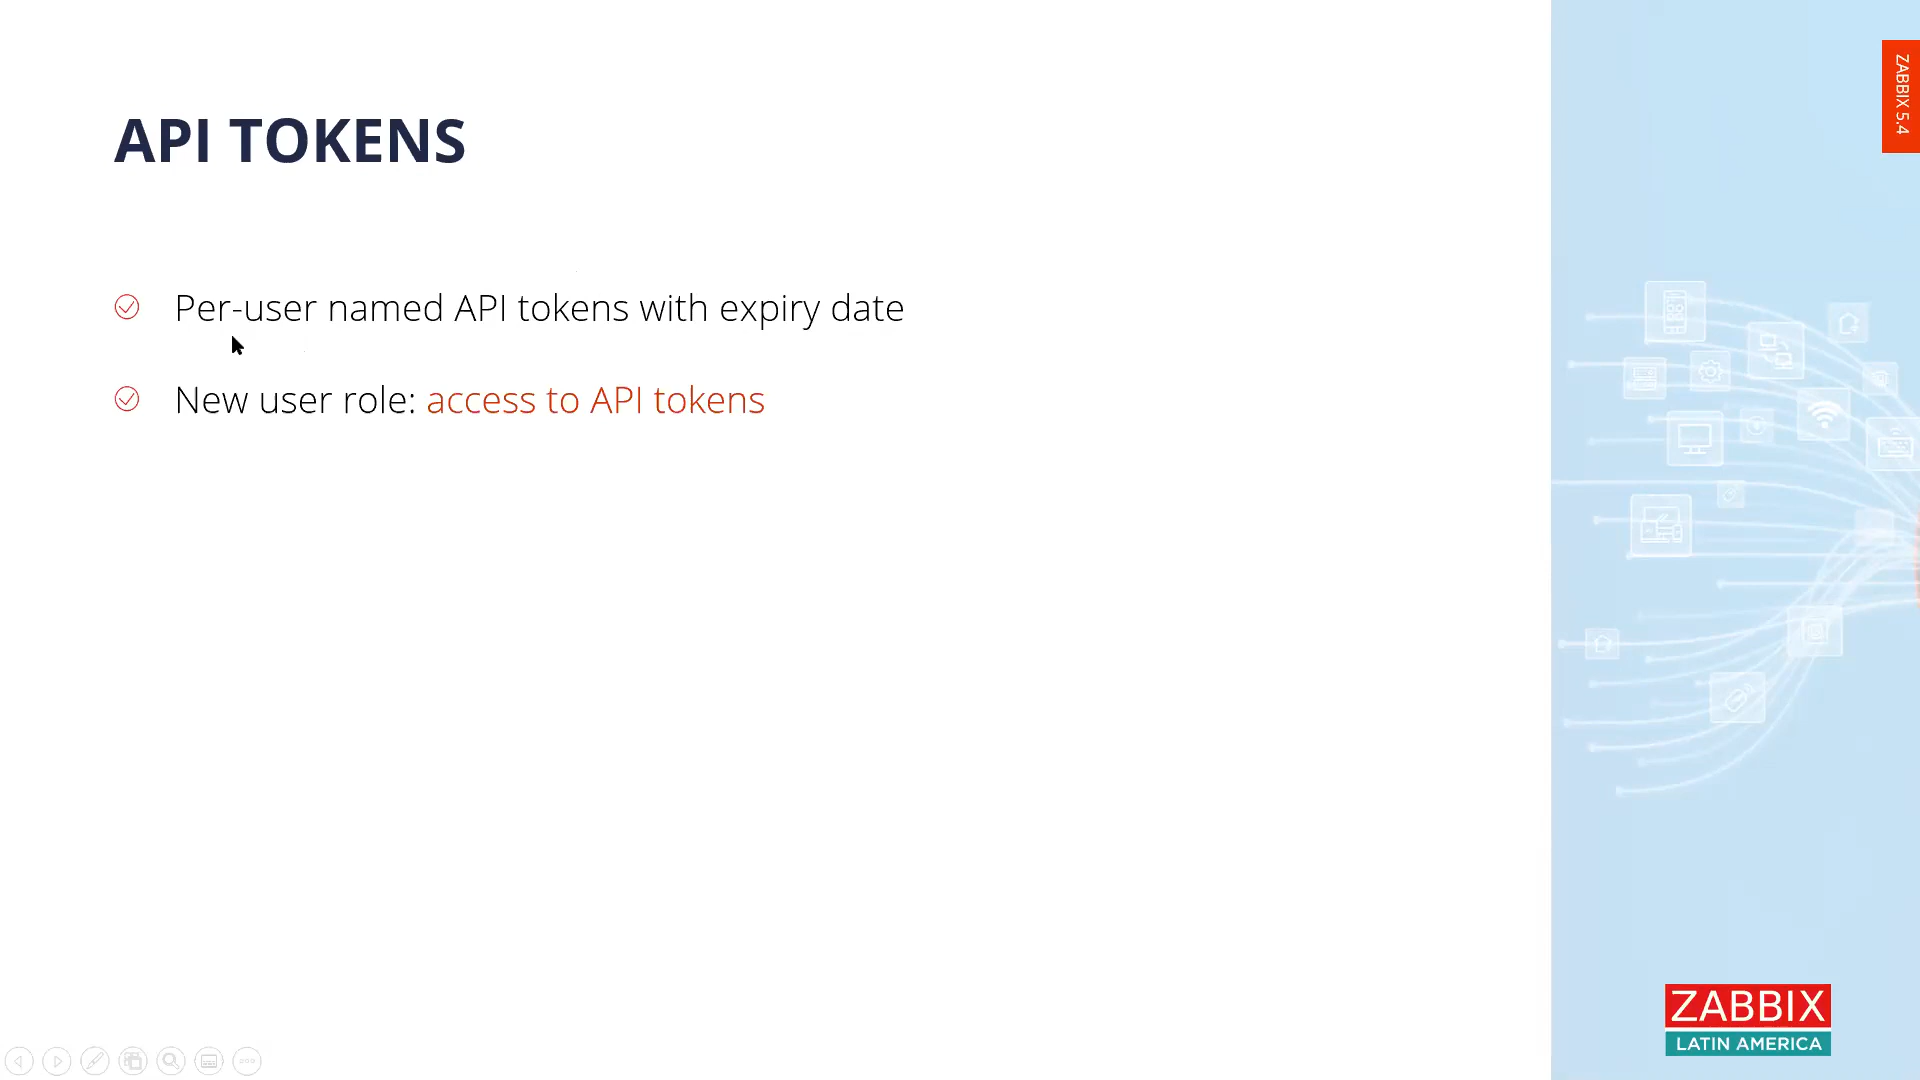 ZABBIX 5.4
API TOKENS
Per-user named API tokens with expiry date
New user role: access to API tokens
ZABBIX
LATIN AMERICA